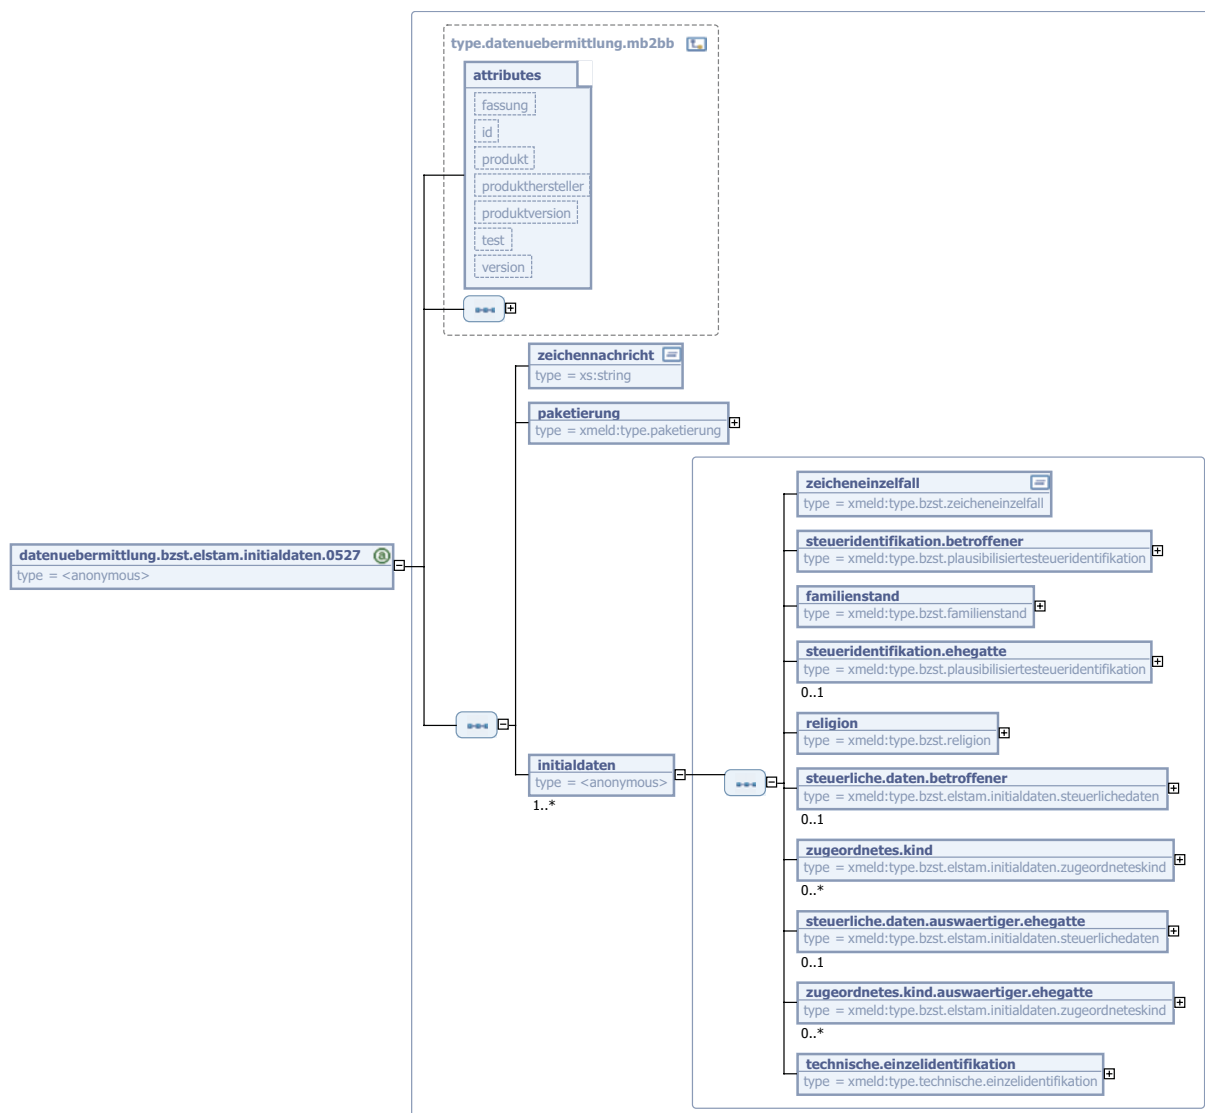 type.datenuebermittlung.mb2bb
attributes
fassung
id
produkt
produkthersteller
produktversion
test
version
zeichennachricht
type = xs:string
paketierung
type = xmeld:type.paketierung
datenuebermittlung.bzst.elstam.initialdaten.0527
type = <anonymous>
initialdaten
type = <anonymous>
1..*
zeicheneinzelfall
type = xmeld:type.bzst.zeicheneinzelfall
steueridentifikation.betroffener
type = xmeld:type.bzst.plausibilisiertesteueridentifikation
familienstand
type = xmeld:type.bzst.familienstand
steueridentifikation.ehegatte
type = xmeld:type.bzst.plausibilisiertesteueridentifikation
0..1
religion
type = xmeld:type.bzst.religion
steuerliche.daten.betroffener
type = xmeld:type.bzst.elstam.initialdaten.steuerlichedaten
0..1
zugeordnetes.kind
type = xmeld:type.bzst.elstam.initialdaten.zugeordneteskind
0..*
steuerliche.daten.auswaertiger.ehegatte
type = xmeld:type.bzst.elstam.initialdaten.steuerlichedaten
0..1
zugeordnetes.kind.auswaertiger.ehegatte
type = xmeld:type.bzst.elstam.initialdaten.zugeordneteskind
0..*
technische.einzelidentifikation
type = xmeld:type.technische.einzelidentifikation